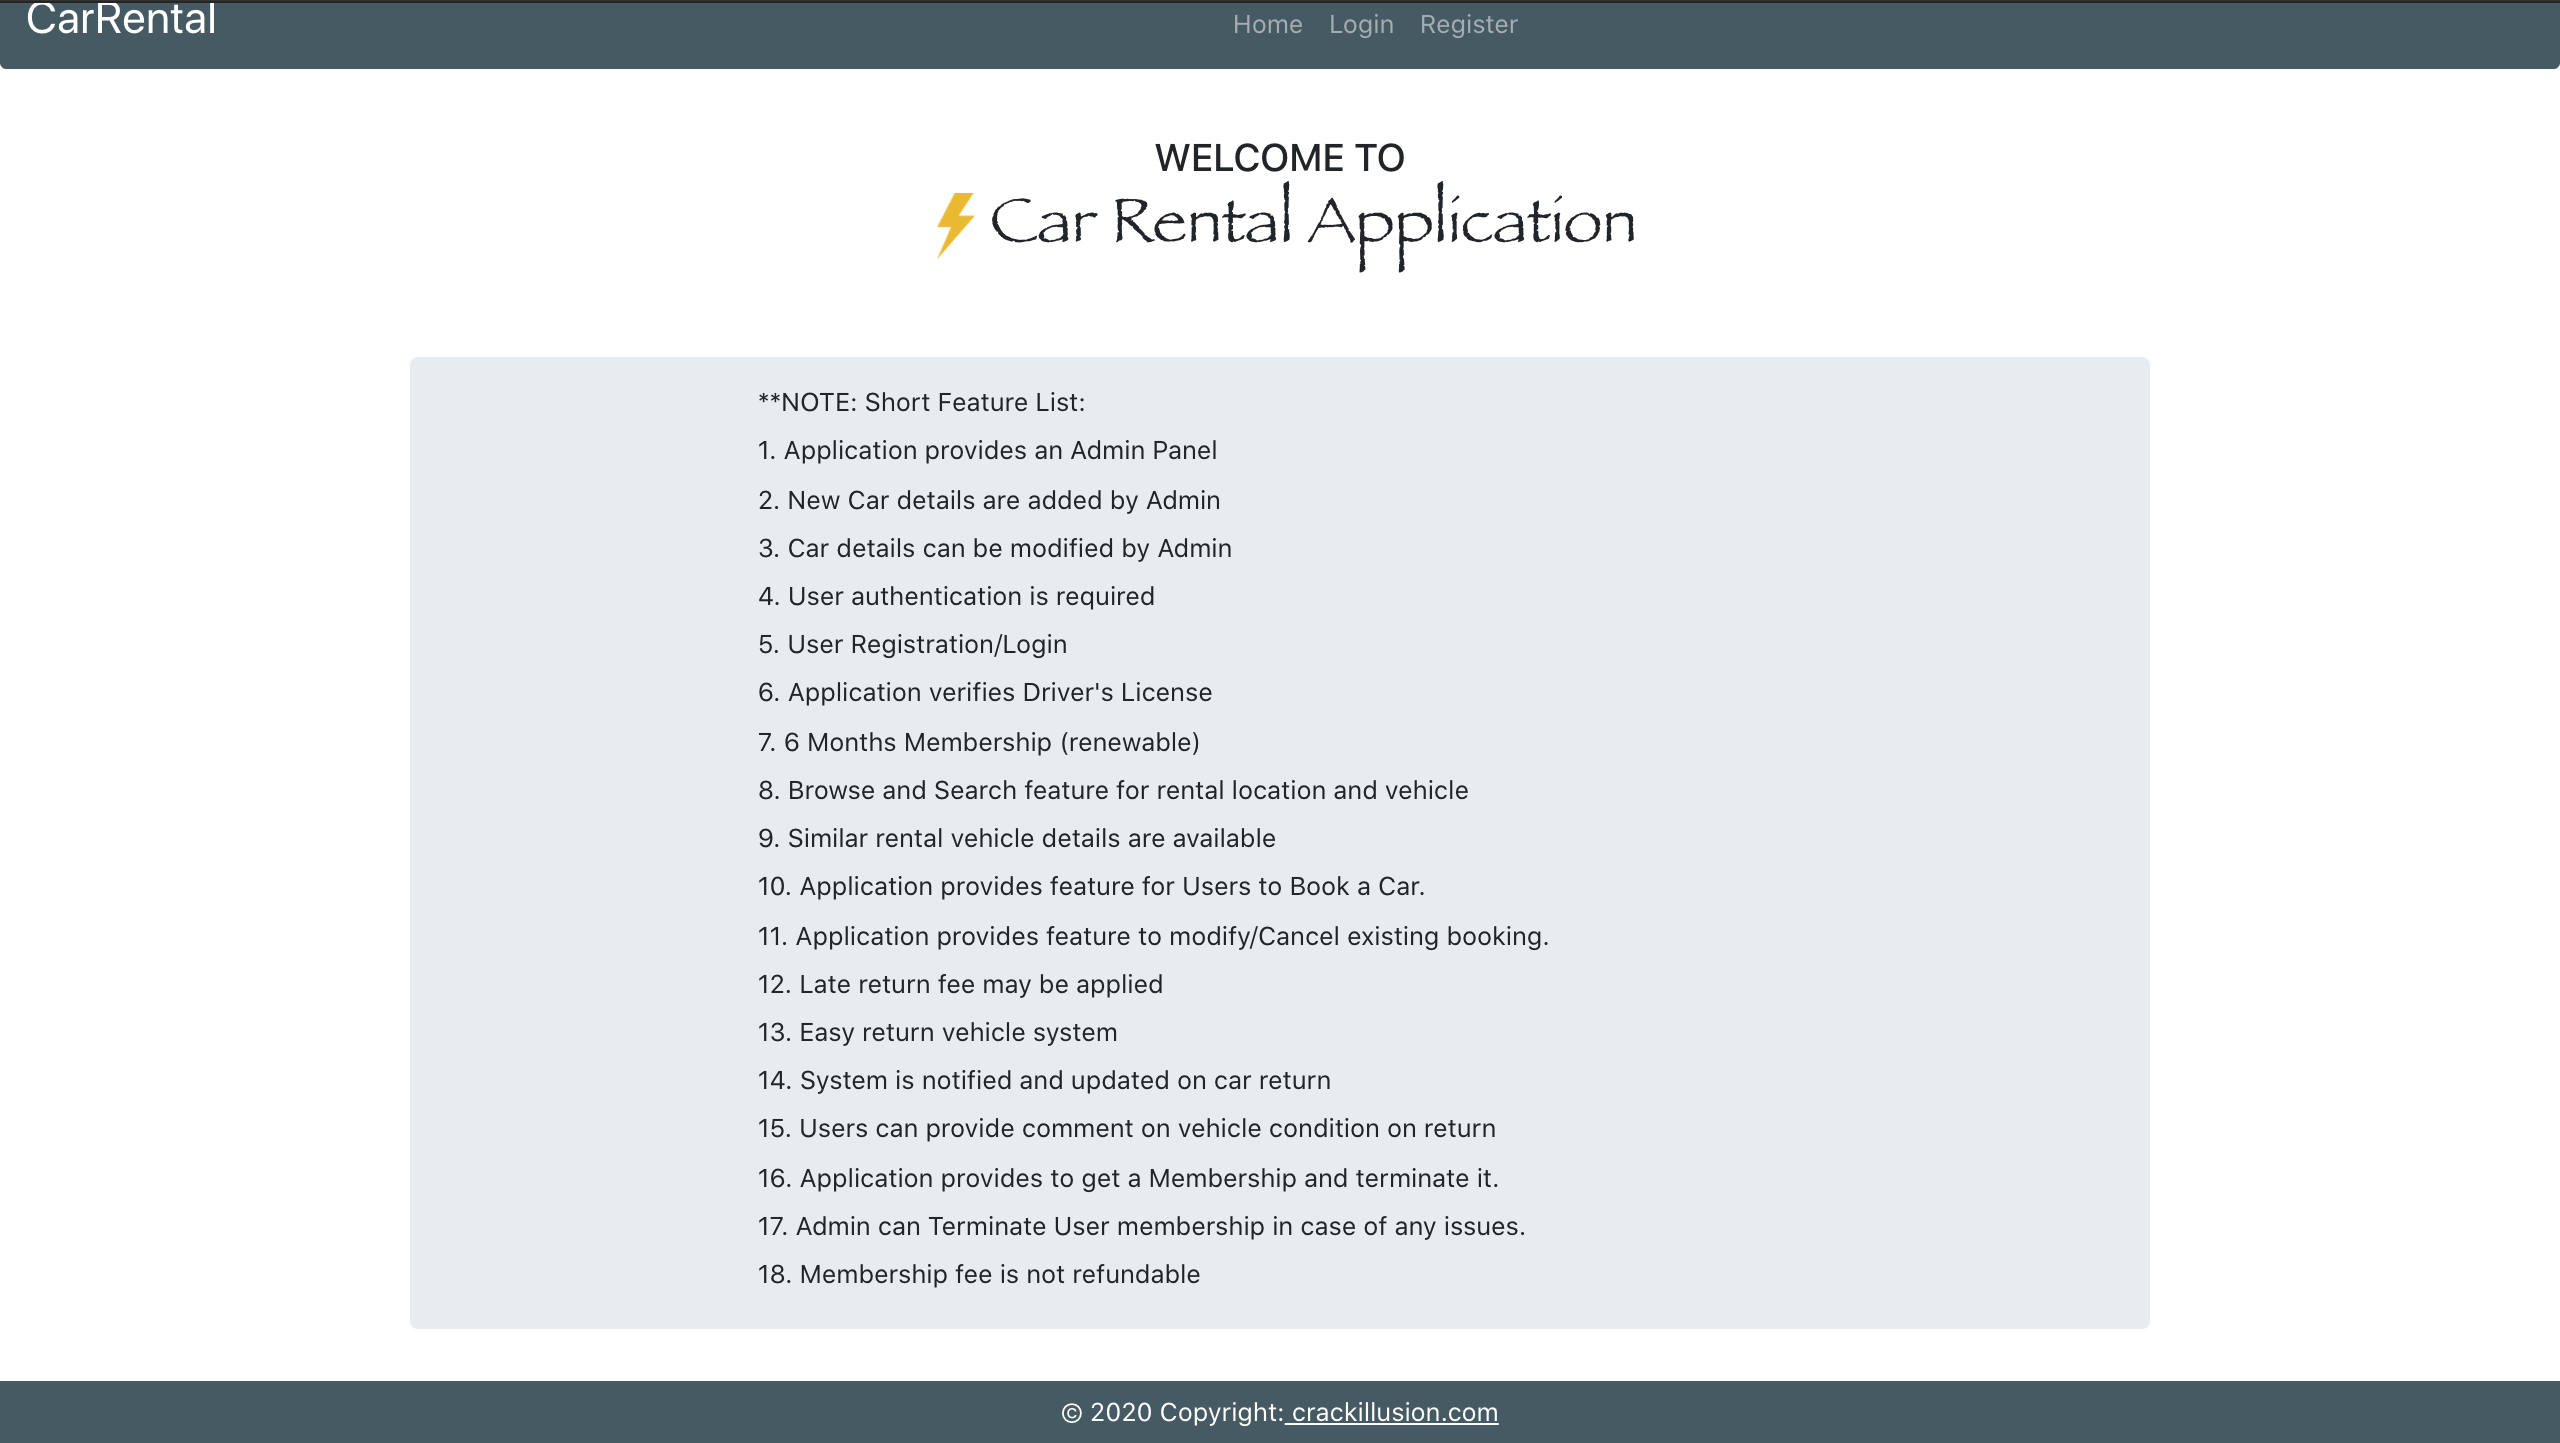 CarRental
Home Login Register
WELCOME TO
Car Rental Application
**NOTE: Short Feature List:
1. Application provides an Admin Panel
2. New Car details are added by Admin
3. Car details can be modified by Admin
4. User authentication is required
5. User Registration/Login
6. Application verifies Driver's License
7. 6 Months Membership (renewable)
8. Browse and Search feature for rental location and vehicle
9. Similar rental vehicle details are available
10. Application provides feature for Users to Book a Car.
11. Application provides feature to modify/Cancel existing booking.
12. Late return fee may be applied
13. Easy return vehicle system
14. System is notified and updated on car return
15. Users can provide comment on vehicle condition on return
16. Application provides to get a Membership and terminate it.
17. Admin can Terminate User membership in case of any issues.
18. Membership fee is not refundable
© 2020 Copyright: crackillusion.com